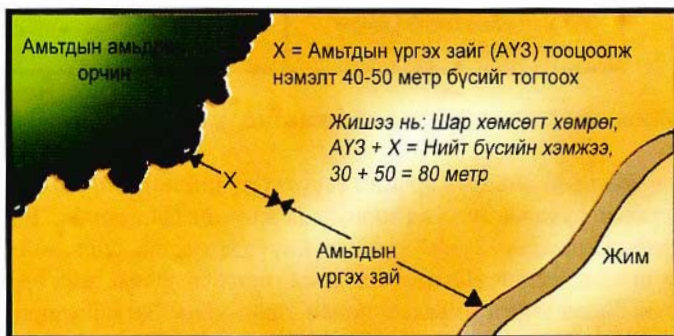 Амьтдын амьдрах
орчин
X = Амьтдын үргэх зайг (АҮЗ) тооцоолж
нэмэлт 40-50 метр бүсийг тогтоох
Жишээ нь: Шар хөмсөгт хөмрөг,
АҮЗ + X = Нийт бүсийн хэмжээ,
30 + 50 = 80 метр
X
Амьтдын
үргэх зай
Жим